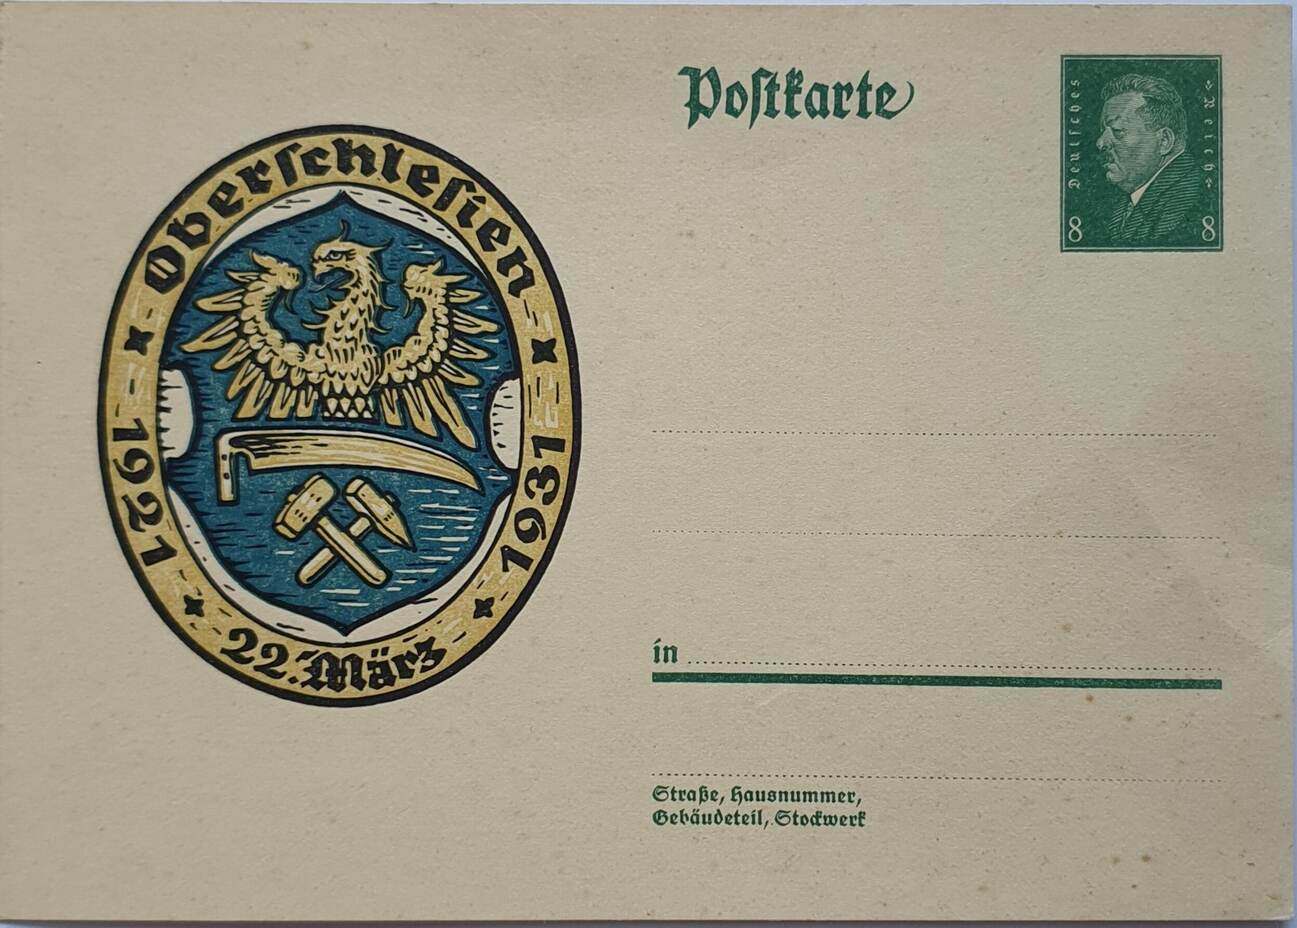 Postkarte
Deutsches
Reich
8 8
Oberschlesien
1921
1931
22. März
in
Straße, Hausnummer,
Gebäudeteil, Stockwerk